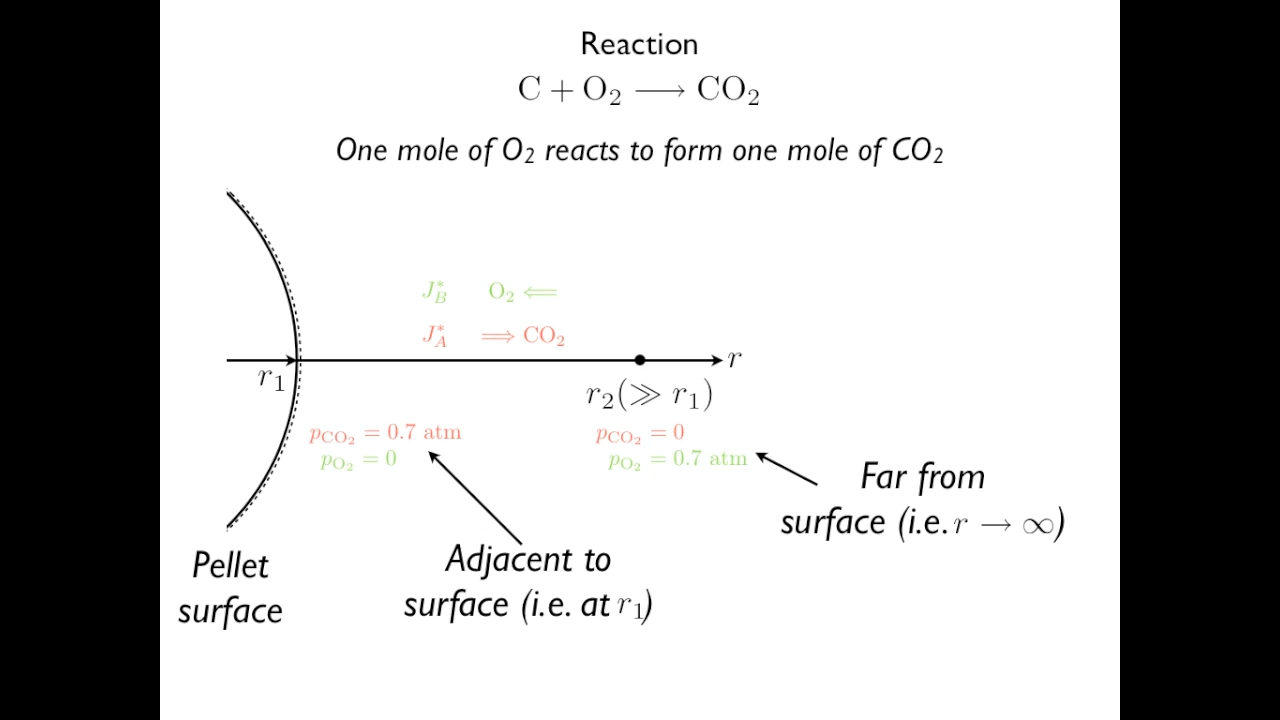 Reaction
C + O₂ ⟶ CO₂
One mole of O₂ reacts to form one mole of CO₂
J*_B O₂ ⟸
J*_A ⟹ CO₂
r
r₁
r₂(≫ r₁)
p_CO₂ = 0.7 atm
p_O₂ = 0
p_CO₂ = 0
p_O₂ = 0.7 atm
Far from
surface (i.e. r → ∞)
Adjacent to
surface (i.e. at r₁)
Pellet
surface